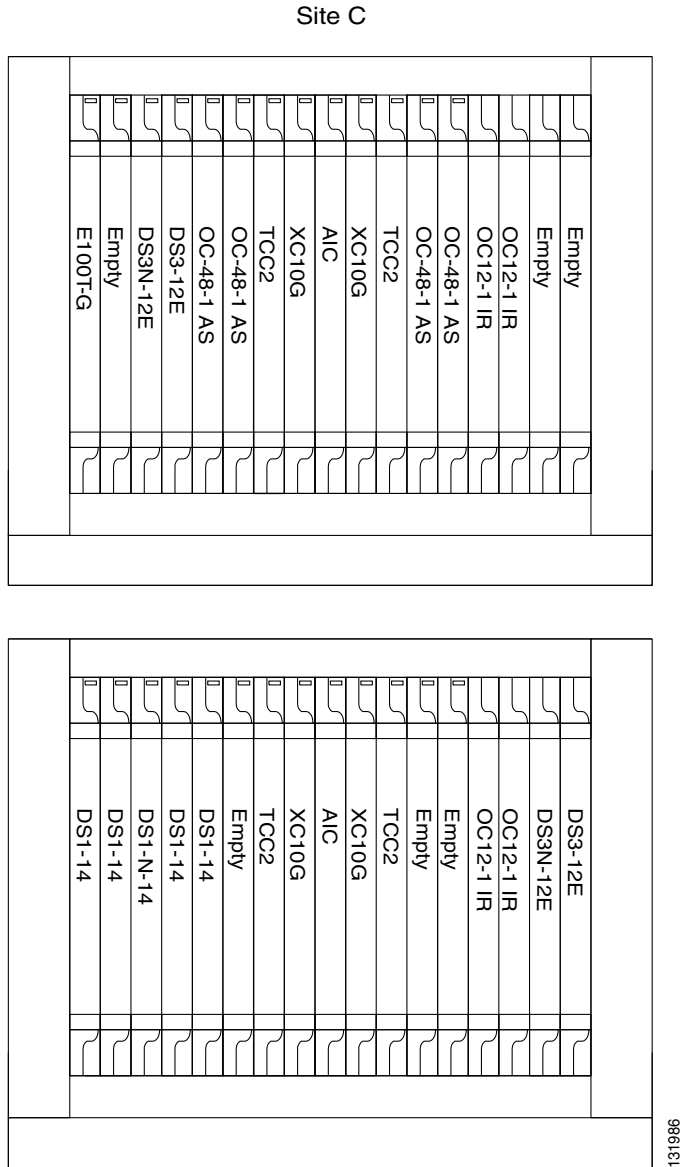 Site C
E100T-G
Empty
DS3N-12E
DS3-12E
OC-48-1 AS
OC-48-1 AS
TCC2
XC10G
AIC
XC10G
TCC2
OC-48-1 AS
OC-48-1 AS
OC12-1 IR
OC12-1 IR
Empty
Empty
DS1-14
DS1-14
DS1-N-14
DS1-14
DS1-14
Empty
TCC2
XC10G
AIC
XC10G
TCC2
Empty
Empty
OC12-1 IR
OC12-1 IR
DS3N-12E
DS3-12E
131986